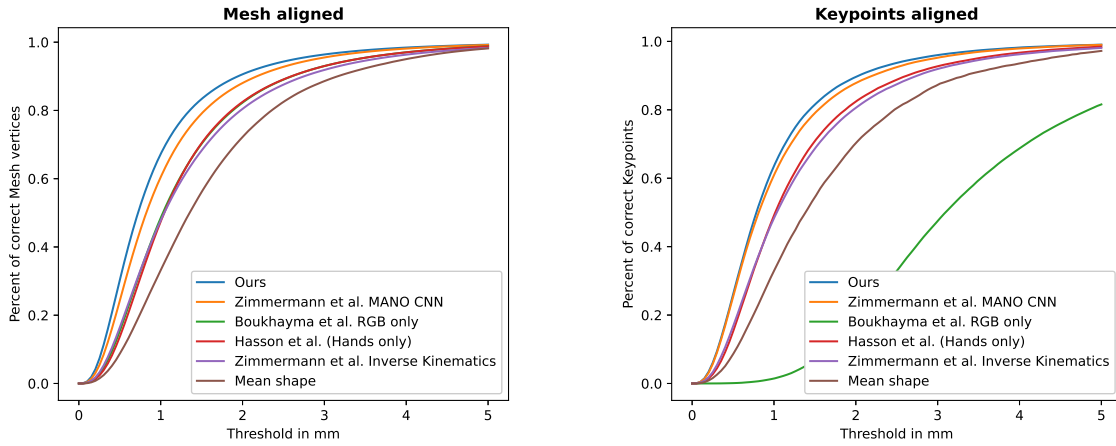 Mesh aligned
Percent of correct Mesh vertices
1.0
0.8
0.6
0.4
0.2
0.0
Ours
Zimmermann et al. MANO CNN
Boukhayma et al. RGB only
Hasson et al. (Hands only)
Zimmermann et al. Inverse Kinematics
Mean shape
0 1 2 3 4 5
Threshold in mm
Keypoints aligned
Percent of correct Keypoints
1.0
0.8
0.6
0.4
0.2
0.0
Ours
Zimmermann et al. MANO CNN
Boukhayma et al. RGB only
Hasson et al. (Hands only)
Zimmermann et al. Inverse Kinematics
Mean shape
0 1 2 3 4 5
Threshold in mm